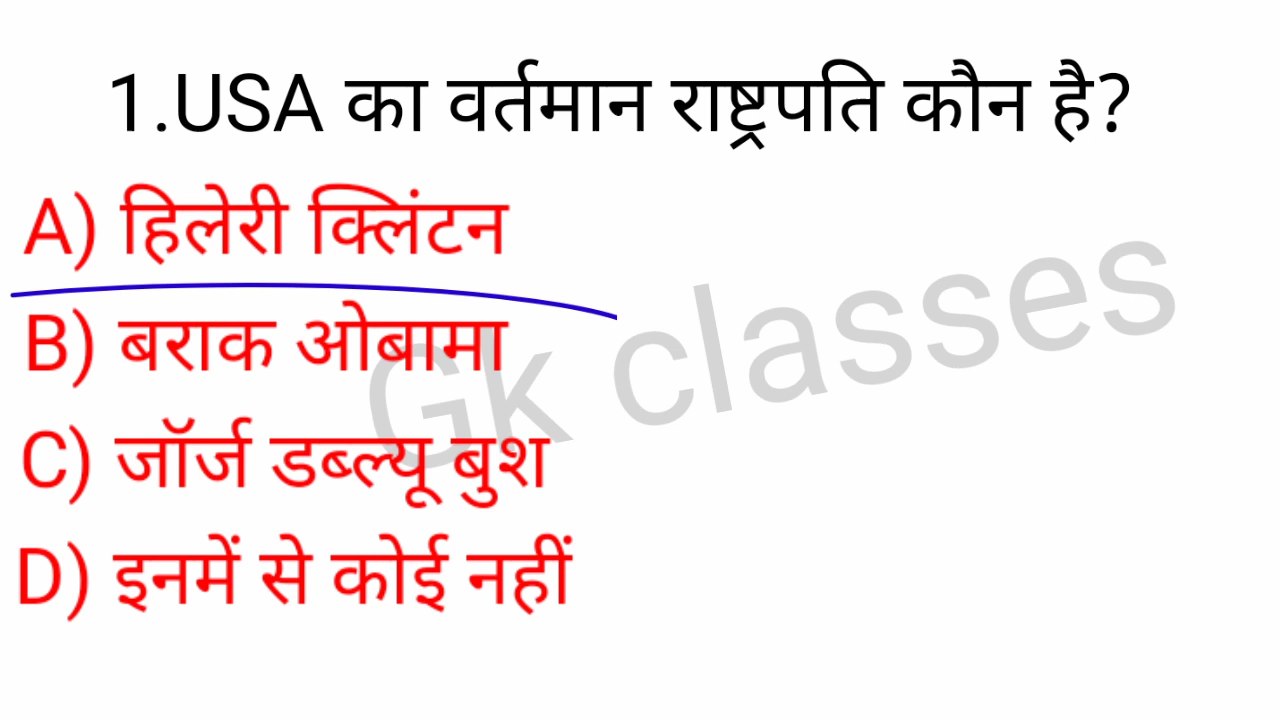 1.USA का वर्तमान राष्ट्रपति कौन है?
A) हिलेरी क्लिंटन
B) बराक ओबामा
C) जॉर्ज डब्ल्यू बुश
D) इनमें से कोई नहीं
Gk classes